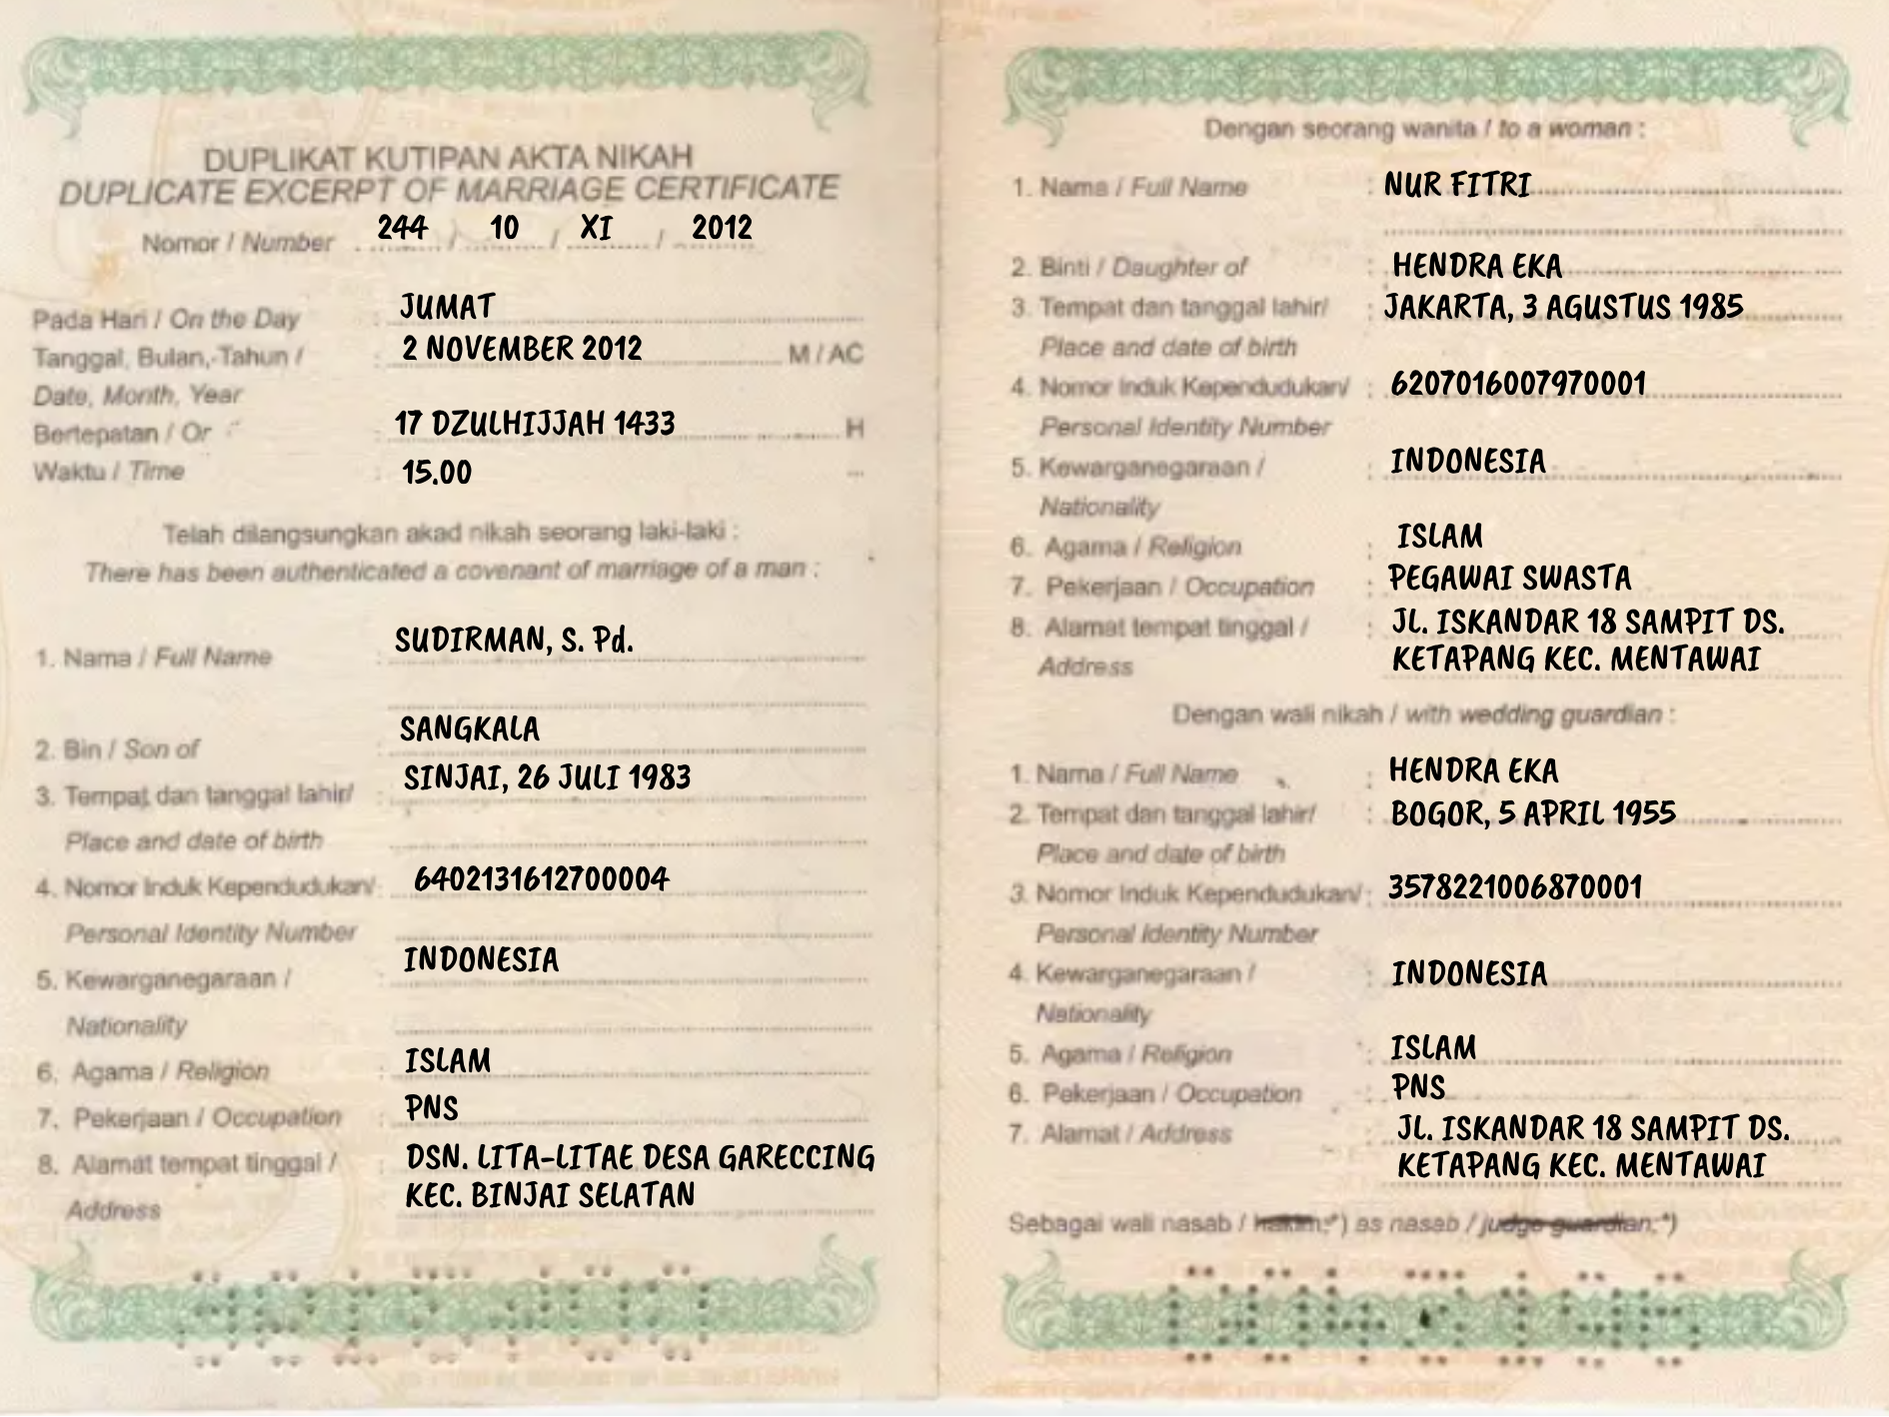 DUPLIKAT KUTIPAN AKTA NIKAH
DUPLICATE EXCERPT OF MARRIAGE CERTIFICATE
Nomor / Number 244 / 10 / XI / 2012
Pada Hari / On the Day : JUMAT
Tanggal, Bulan, Tahun / : 2 NOVEMBER 2012 M / AC
Date, Month, Year
Bertepatan / Or : 17 DZULHIJJAH 1433 H
Waktu / Time : 15.00
Telah dilangsungkan akad nikah seorang laki-laki :
There has been authenticated a covenant of marriage of a man :
1. Nama / Full Name : SUDIRMAN, S. Pd.
2. Bin / Son of : SANGKALA
3. Tempat dan tanggal lahir/ : SINJAI, 26 JULI 1983
Place and date of birth
4. Nomor Induk Kependudukan/ : 6402131612700004
Personal Identity Number
5. Kewarganegaraan / : INDONESIA
Nationality
6. Agama / Religion : ISLAM
7. Pekerjaan / Occupation : PNS
8. Alamat tempat tinggal / : DSN. LITA-LITAE DESA GARECCING
Address KEC. BINJAI SELATAN
Dengan seorang wanita / to a woman :
1. Nama / Full Name : NUR FITRI
2. Binti / Daughter of : HENDRA EKA
3. Tempat dan tanggal lahir/ : JAKARTA, 3 AGUSTUS 1985
Place and date of birth
4. Nomor Induk Kependudukan/ : 6207016007970001
Personal Identity Number
5. Kewarganegaraan / : INDONESIA
Nationality
6. Agama / Religion : ISLAM
7. Pekerjaan / Occupation : PEGAWAI SWASTA
8. Alamat tempat tinggal / : JL. ISKANDAR 18 SAMPIT DS.
Address KETAPANG KEC. MENTAWAI
Dengan wali nikah / with wedding guardian :
1. Nama / Full Name : HENDRA EKA
2. Tempat dan tanggal lahir/ : BOGOR, 5 APRIL 1955
Place and date of birth
3. Nomor Induk Kependudukan/ : 3578221006870001
Personal Identity Number
4. Kewarganegaraan / : INDONESIA
Nationality
5. Agama / Religion : ISLAM
6. Pekerjaan / Occupation : PNS
7. Alamat / Address : JL. ISKANDAR 18 SAMPIT DS.
KETAPANG KEC. MENTAWAI
Sebagai wali nasab / hakim;*) as nasab / judge guardian;*)